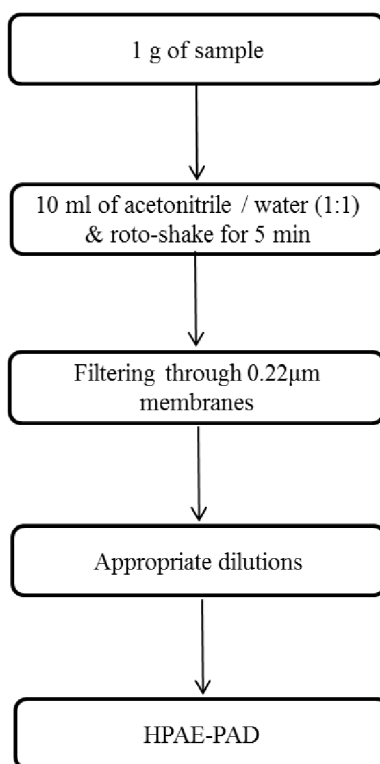 1 g of sample
10 ml of acetonitrile / water (1:1)
& roto-shake for 5 min
Filtering through 0.22µm
membranes
Appropriate dilutions
HPAE-PAD